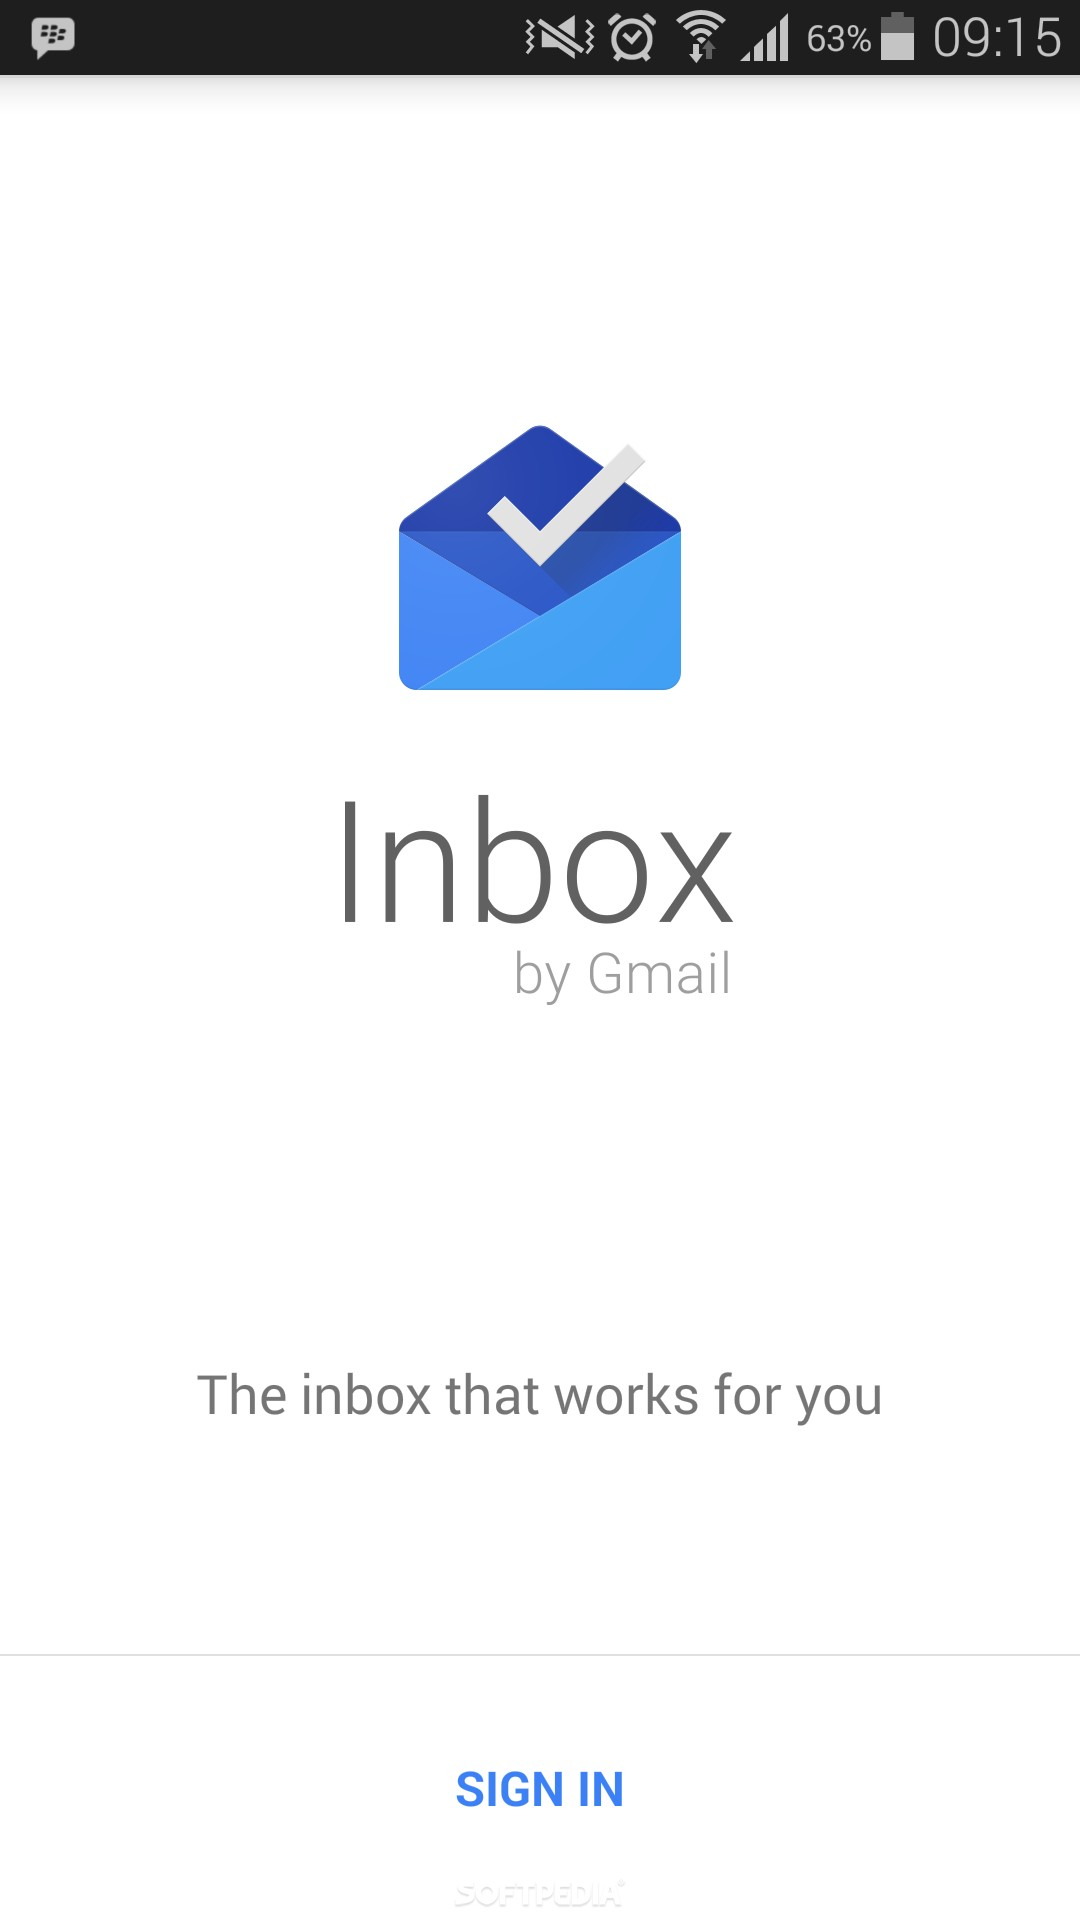 63% 09:15
Inbox
by Gmail
The inbox that works for you
SIGN IN
SOFTPEDIA®